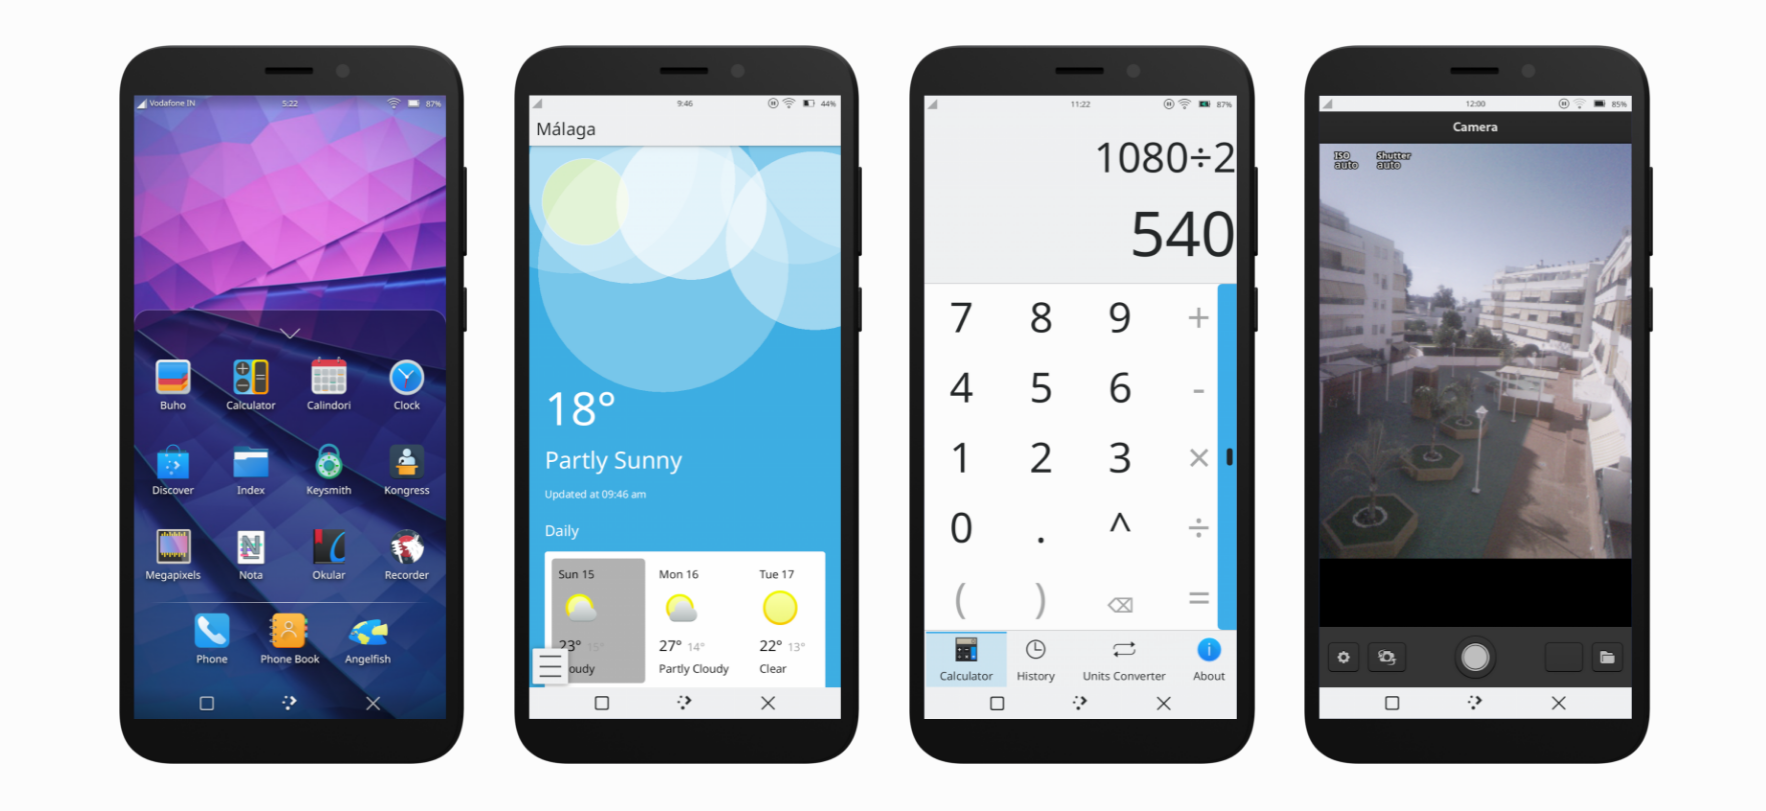 Vodafone IN 5:22 87%
Buho Calculator Calindori Clock
Discover Index Keysmith Kongress
Megapixels Nota Okular Recorder
Phone Phone Book Angelfish
9:46 44%
Málaga
18°
Partly Sunny
Updated at 09:46 am
Daily
Sun 15 Mon 16 Tue 17
23° 15° 27° 14° 22° 13°
oudy Partly Cloudy Clear
11:22 87%
1080÷2
540
7 8 9 +
4 5 6 -
1 2 3 ×
0 . ^ ÷
( ) =
Calculator History Units Converter About
12:00 85%
Camera
ISO Shutter
auto auto